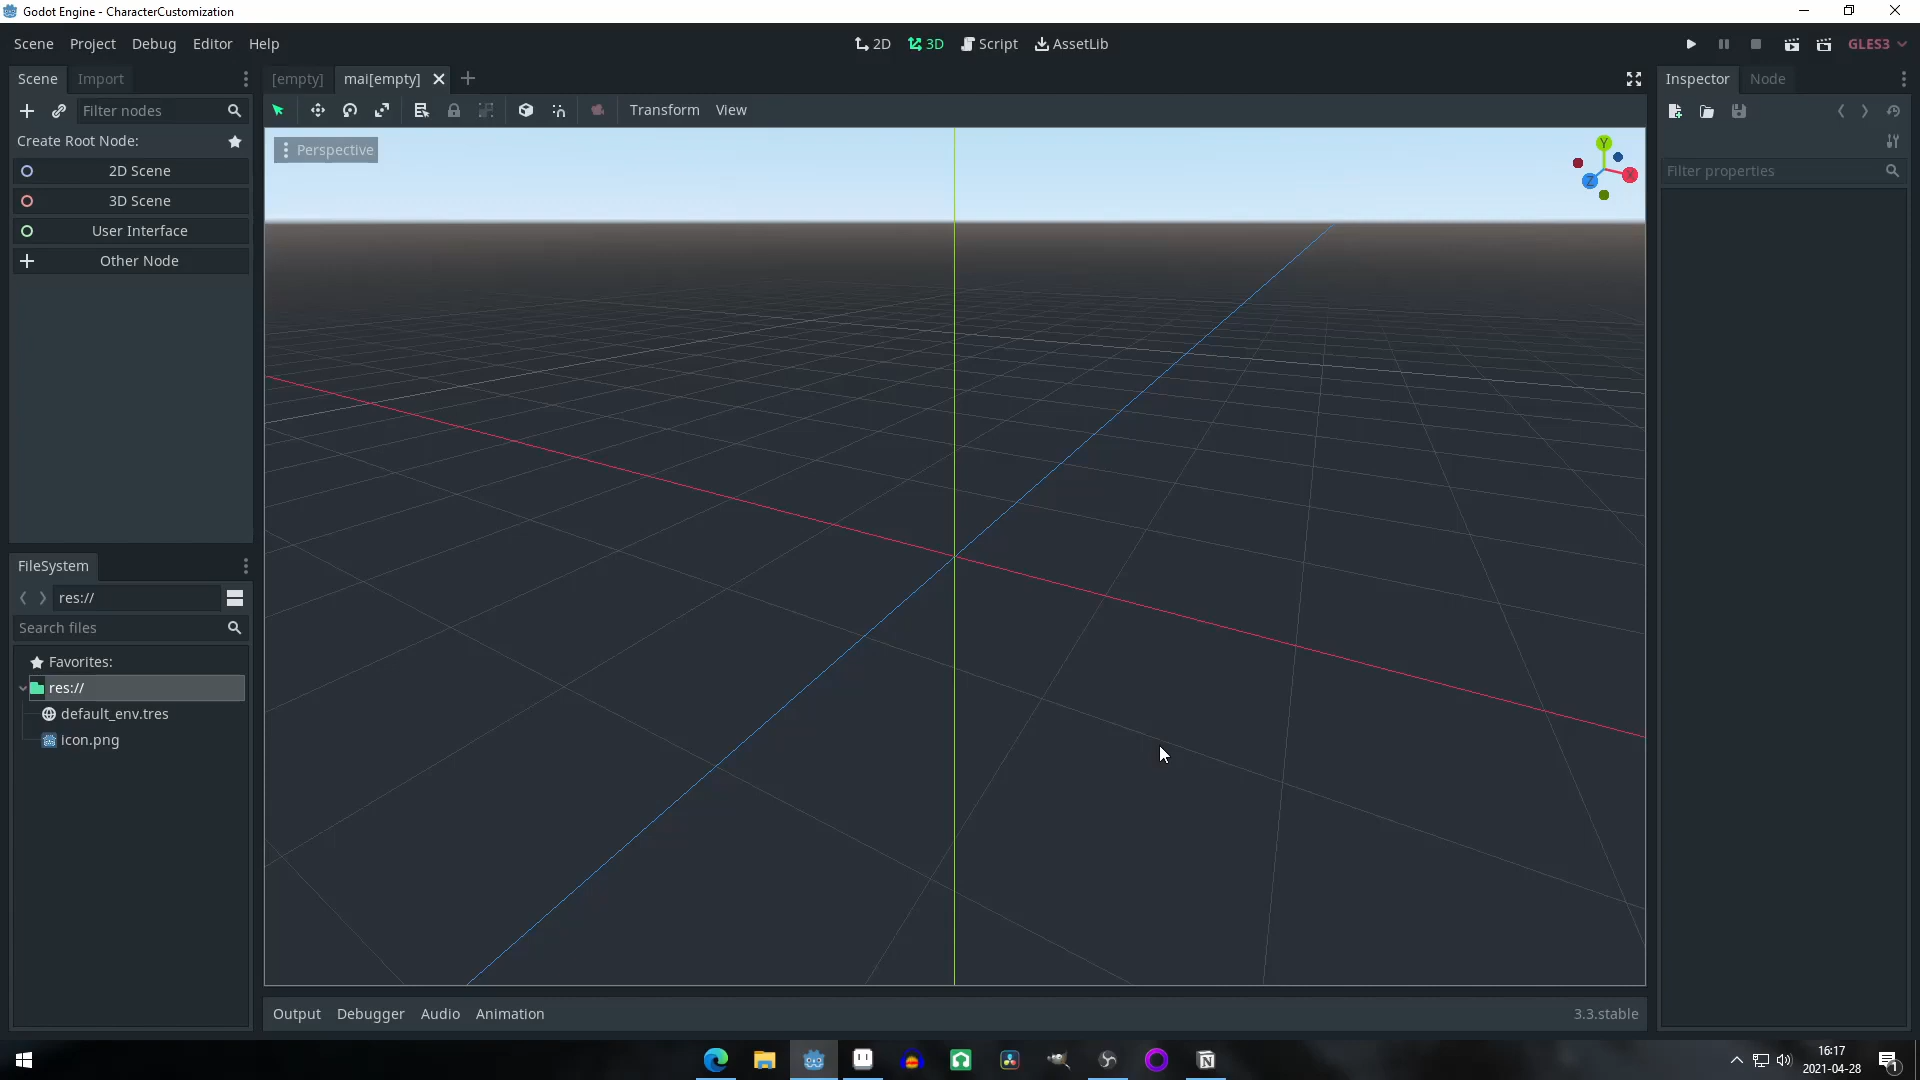 Godot Engine - CharacterCustomization
Scene Project Debug Editor Help
2D 3D Script AssetLib
GLES3
Scene Import
[empty] mai[empty]
Inspector Node
Filter nodes
Transform View
Create Root Node:
Perspective
Y
X
Z
2D Scene
Filter properties
3D Scene
User Interface
Other Node
FileSystem
res://
Search files
Favorites:
res://
default_env.tres
icon.png
Output Debugger Audio Animation
3.3.stable
16:17
2021-04-28
1